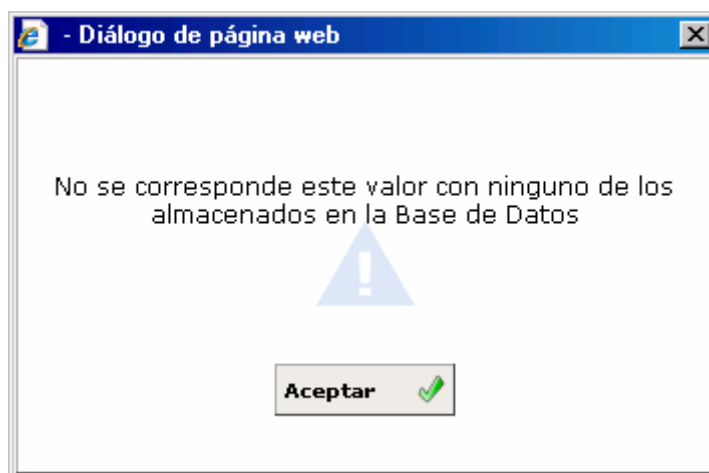 - Diálogo de página web
No se corresponde este valor con ninguno de los
almacenados en la Base de Datos
Aceptar